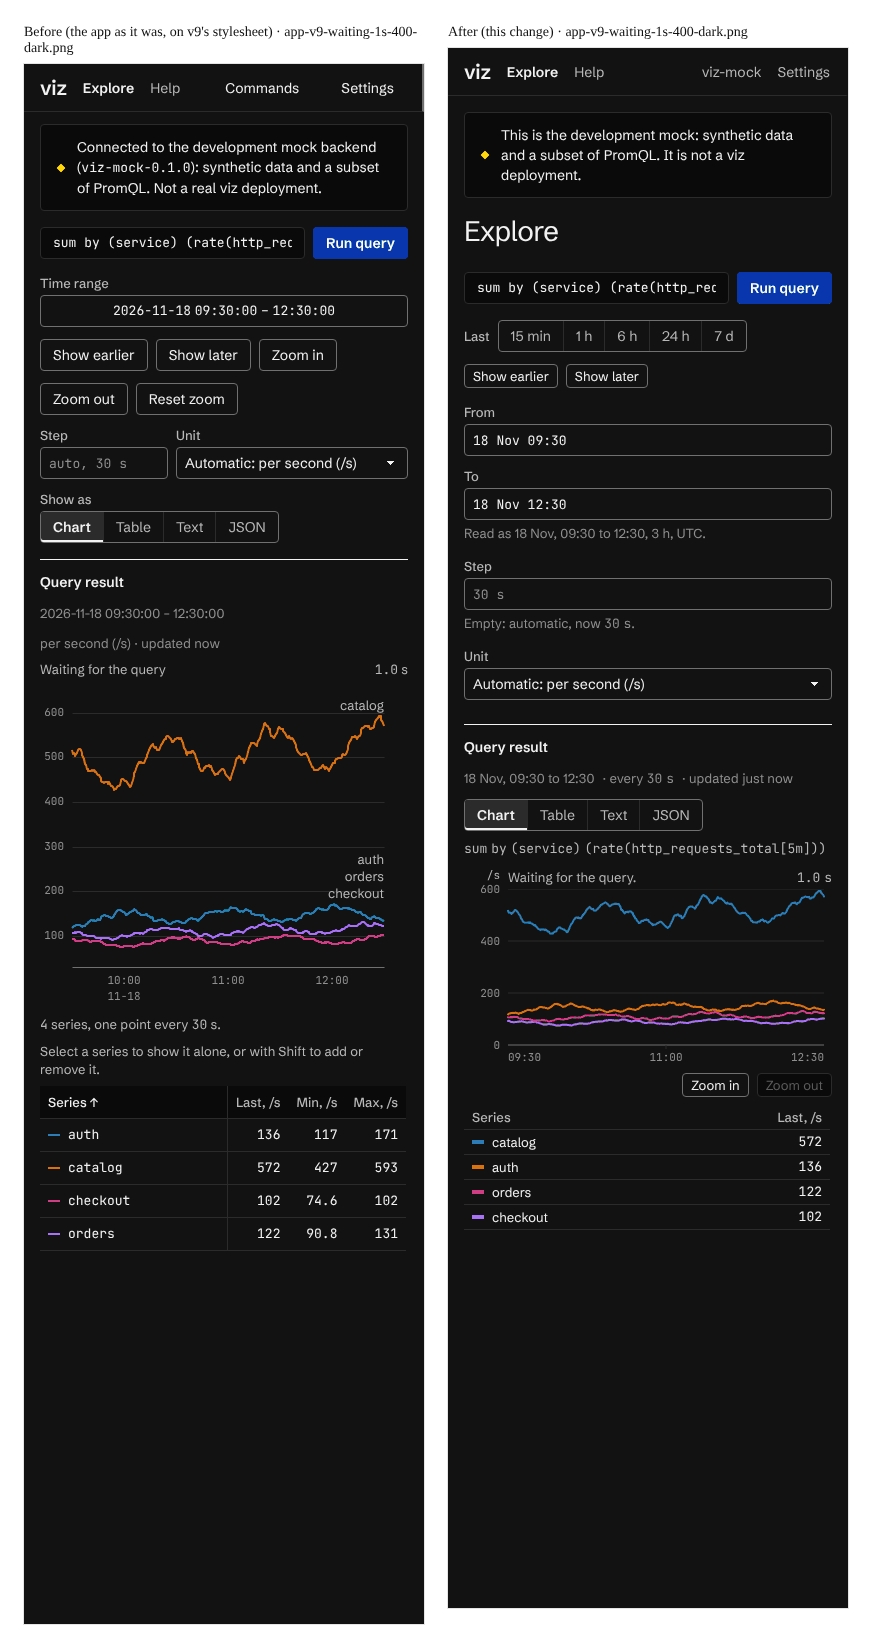 Before (the app as it was, on v9's stylesheet) · app-v9-waiting-1s-400-
dark.png
viz Explore Help Commands Settings
Connected to the development mock backend
(viz-mock-0.1.0): synthetic data and a subset
of PromQL. Not a real viz deployment.
sum by (service) (rate(http_rec Run query
Time range
2026-11-18 09:30:00 – 12:30:00
Show earlier Show later Zoom in
Zoom out Reset zoom
Step Unit
auto, 30 s Automatic: per second (/s)
Show as
Chart Table Text JSON
Query result
2026-11-18 09:30:00 – 12:30:00
per second (/s) · updated now
Waiting for the query 1.0 s
catalog
600
500
400
300
auth
orders
200
checkout
100
10:00 11:00 12:00
11-18
4 series, one point every 30 s.
Select a series to show it alone, or with Shift to add or
remove it.
Series ↑ Last, /s Min, /s Max, /s
auth 136 117 171
catalog 572 427 593
checkout 102 74.6 102
orders 122 90.8 131
After (this change) · app-v9-waiting-1s-400-dark.png
viz Explore Help viz-mock Settings
This is the development mock: synthetic data
and a subset of PromQL. It is not a viz
deployment.
Explore
sum by (service) (rate(http_rec Run query
Last 15 min 1 h 6 h 24 h 7 d
Show earlier Show later
From
18 Nov 09:30
To
18 Nov 12:30
Read as 18 Nov, 09:30 to 12:30, 3 h, UTC.
Step
30 s
Empty: automatic, now 30 s.
Unit
Automatic: per second (/s)
Query result
18 Nov, 09:30 to 12:30 · every 30 s · updated just now
Chart Table Text JSON
sum by (service) (rate(http_requests_total[5m]))
/s Waiting for the query. 1.0 s
600
400
200
0
09:30 11:00 12:30
Zoom in Zoom out
Series Last, /s
catalog 572
auth 136
orders 122
checkout 102